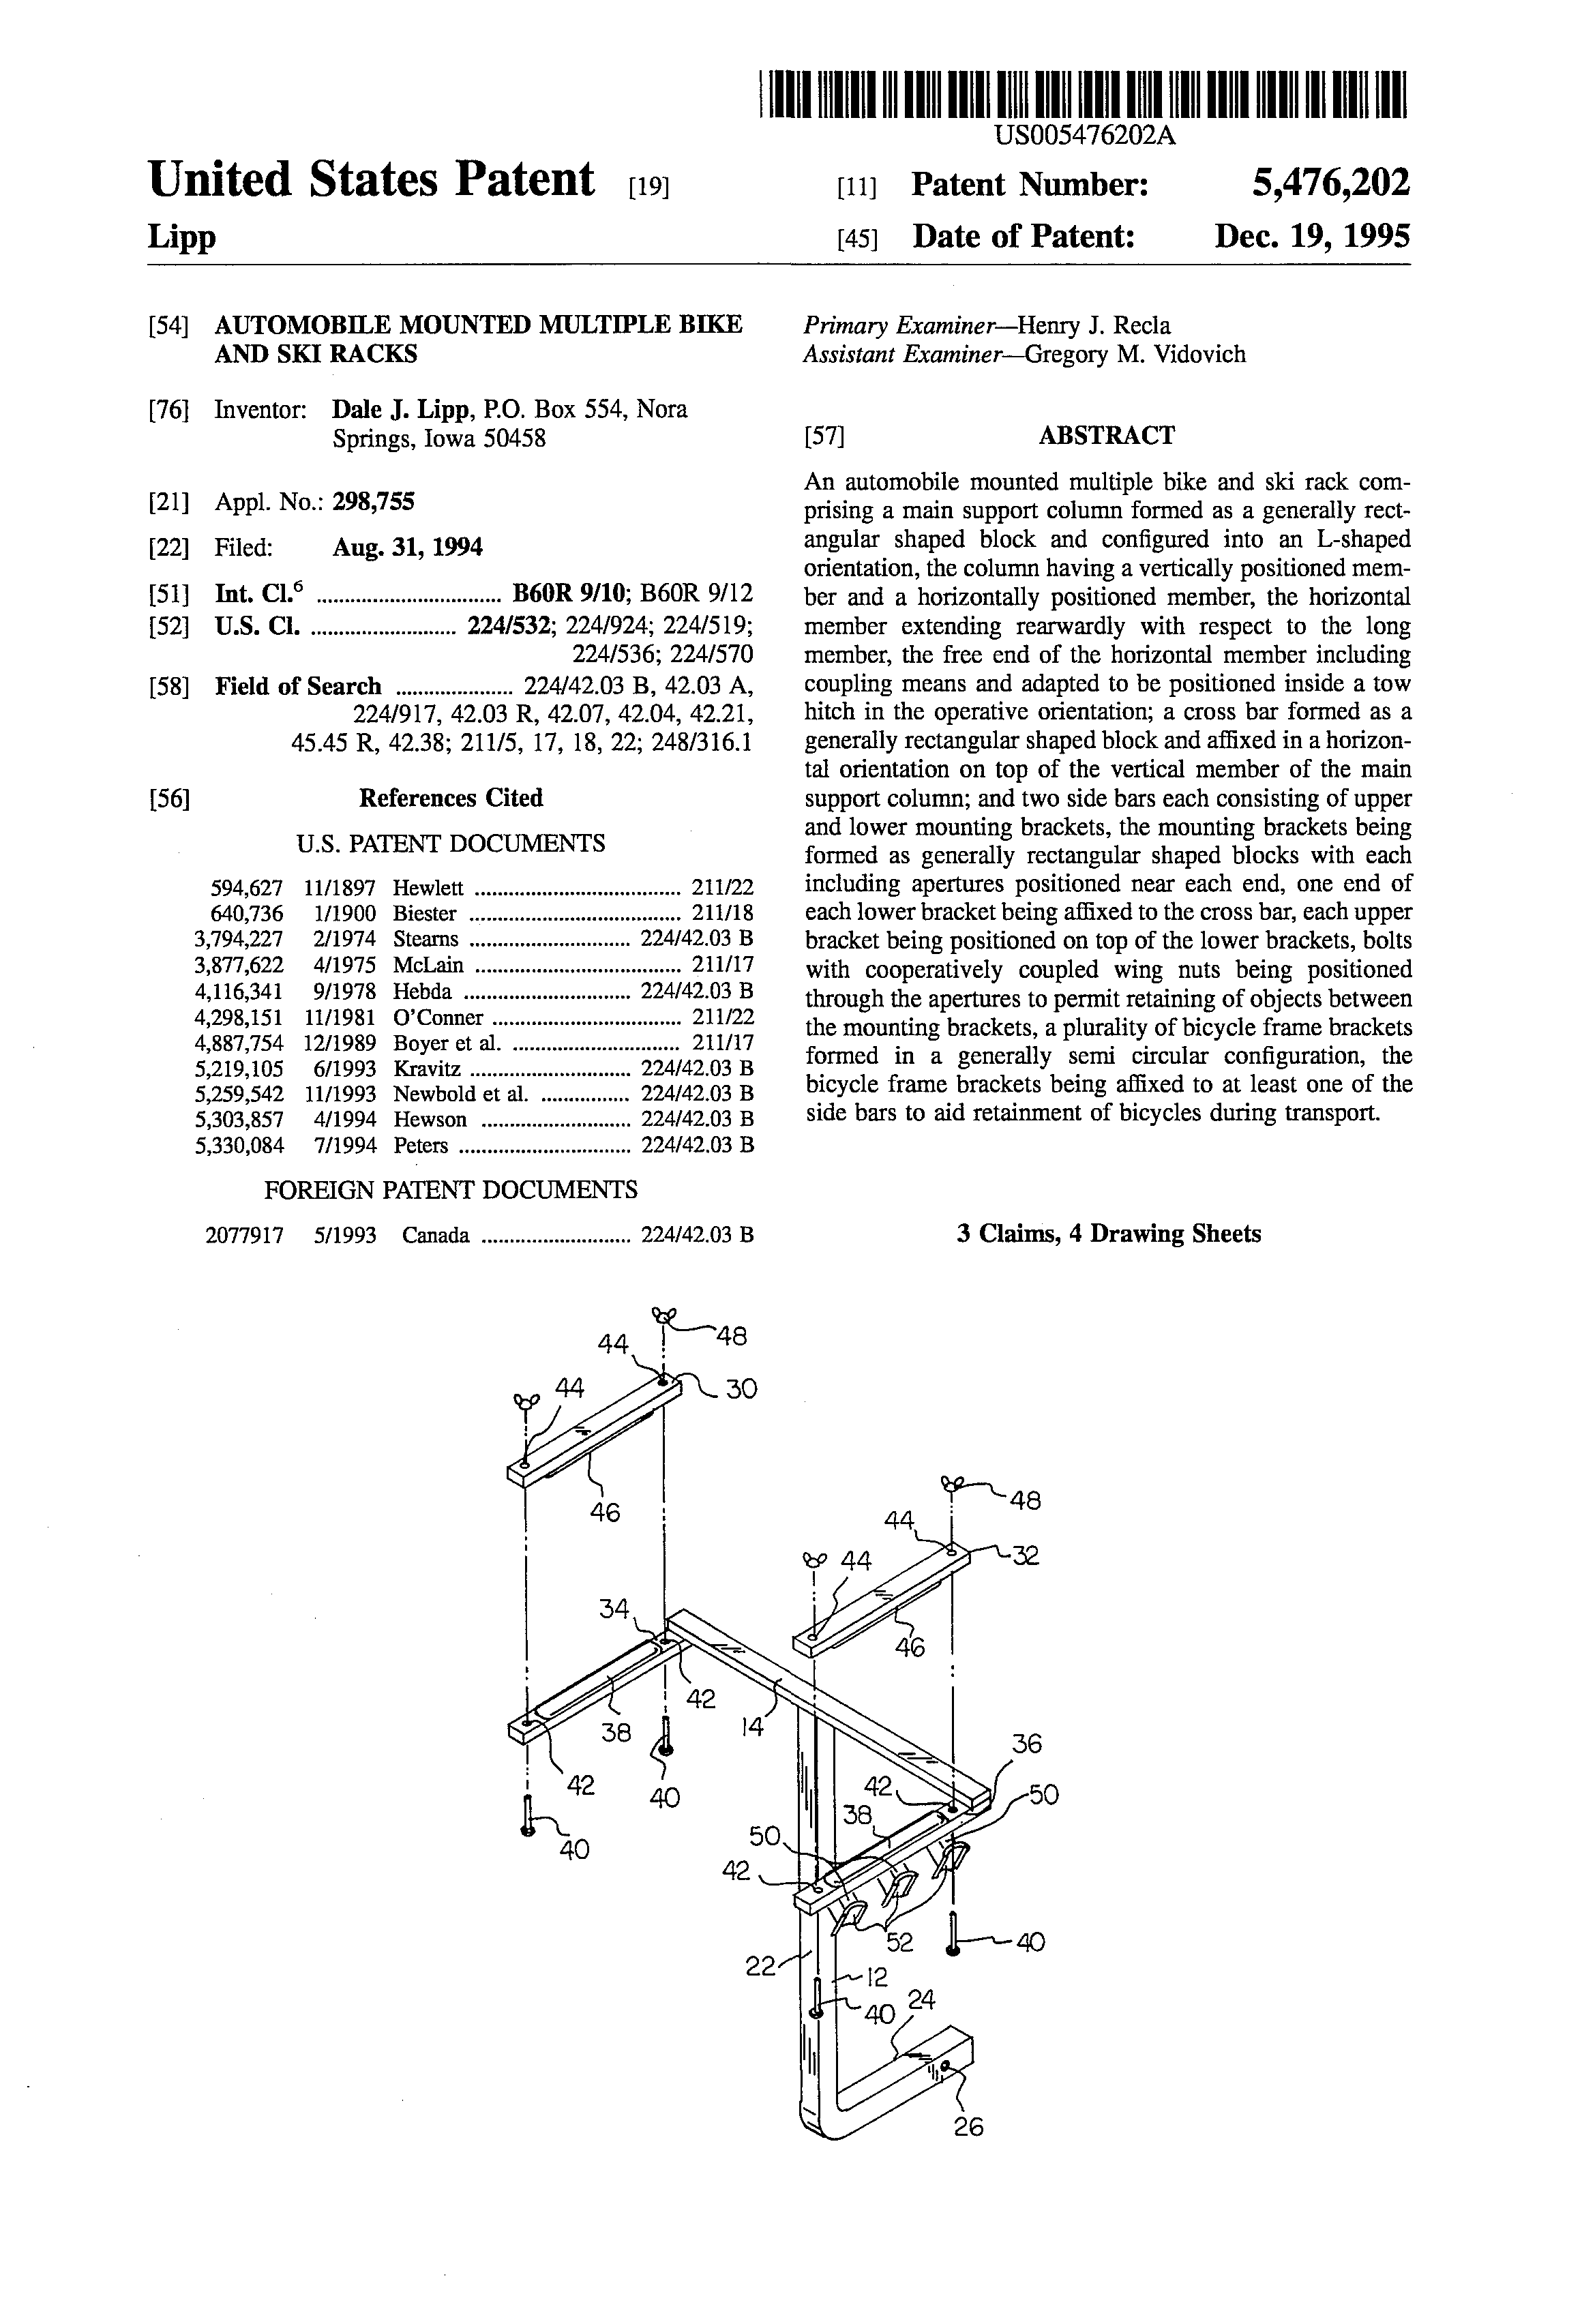 US005476202A
United States Patent [19]
Lipp
[11] Patent Number: 5,476,202
[45] Date of Patent: Dec. 19, 1995
[54] AUTOMOBILE MOUNTED MULTIPLE BIKE
AND SKI RACKS
[76] Inventor: Dale J. Lipp, P.O. Box 554, Nora
Springs, Iowa 50458
[21] Appl. No.: 298,755
[22] Filed: Aug. 31, 1994
[51] Int. Cl.⁶ ................................ B60R 9/10; B60R 9/12
[52] U.S. Cl. ......................... 224/532; 224/924; 224/519;
224/536; 224/570
[58] Field of Search .................... 224/42.03 B, 42.03 A,
224/917, 42.03 R, 42.07, 42.04, 42.21,
45.45 R, 42.38; 211/5, 17, 18, 22; 248/316.1
[56] References Cited
U.S. PATENT DOCUMENTS
594,627 11/1897 Hewlett .................................... 211/22
640,736 1/1900 Biester ..................................... 211/18
3,794,227 2/1974 Stearns ............................ 224/42.03 B
3,877,622 4/1975 McLain .................................... 211/17
4,116,341 9/1978 Hebda ............................. 224/42.03 B
4,298,151 11/1981 O'Conner ................................. 211/22
4,887,754 12/1989 Boyer et al. ............................. 211/17
5,219,105 6/1993 Kravitz ............................ 224/42.03 B
5,259,542 11/1993 Newbold et al. ................ 224/42.03 B
5,303,857 4/1994 Hewson .......................... 224/42.03 B
5,330,084 7/1994 Peters .............................. 224/42.03 B
FOREIGN PATENT DOCUMENTS
2077917 5/1993 Canada .......................... 224/42.03 B
Primary Examiner—Henry J. Recla
Assistant Examiner—Gregory M. Vidovich
[57] ABSTRACT
An automobile mounted multiple bike and ski rack com-
prising a main support column formed as a generally rect-
angular shaped block and configured into an L-shaped
orientation, the column having a vertically positioned mem-
ber and a horizontally positioned member, the horizontal
member extending rearwardly with respect to the long
member, the free end of the horizontal member including
coupling means and adapted to be positioned inside a tow
hitch in the operative orientation; a cross bar formed as a
generally rectangular shaped block and affixed in a horizon-
tal orientation on top of the vertical member of the main
support column; and two side bars each consisting of upper
and lower mounting brackets, the mounting brackets being
formed as generally rectangular shaped blocks with each
including apertures positioned near each end, one end of
each lower bracket being affixed to the cross bar, each upper
bracket being positioned on top of the lower brackets, bolts
with cooperatively coupled wing nuts being positioned
through the apertures to permit retaining of objects between
the mounting brackets, a plurality of bicycle frame brackets
formed in a generally semi circular configuration, the
bicycle frame brackets being affixed to at least one of the
side bars to aid retainment of bicycles during transport.
3 Claims, 4 Drawing Sheets
48
44
44
30
46
48
44
44
32
34
46
42
14
38
36
42
40
42
50
40
38
50
40
42
52
40
22
12
40
24
26